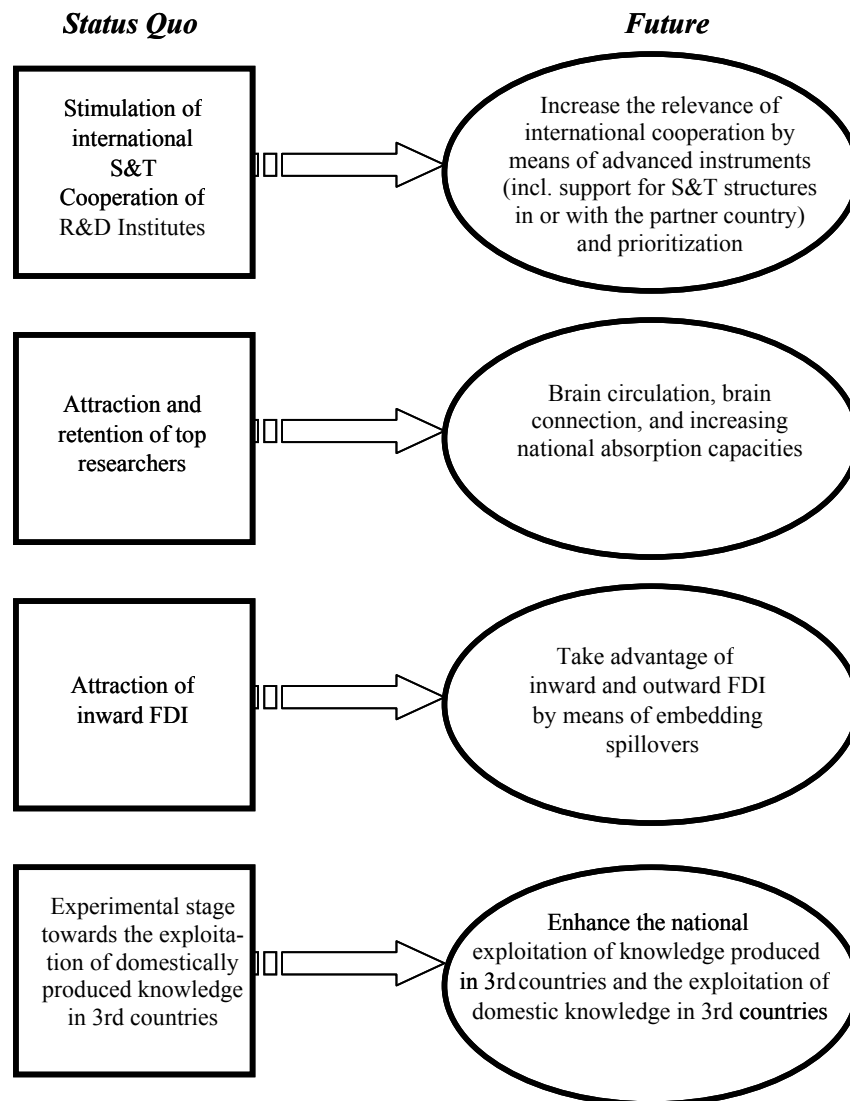 Status Quo
Future
Stimulation of
international
S&T
Cooperation of
R&D Institutes
Increase the relevance of
international cooperation by
means of advanced instruments
(incl. support for S&T structures
in or with the partner country)
and prioritization
Attraction and
retention of top
researchers
Brain circulation, brain
connection, and increasing
national absorption capacities
Attraction of
inward FDI
Take advantage of
inward and outward FDI
by means of embedding
spillovers
Experimental stage
towards the exploita-
tion of domestically
produced knowledge
in 3rd countries
Enhance the national
exploitation of knowledge produced
in 3rd countries and the exploitation of
domestic knowledge in 3rd countries